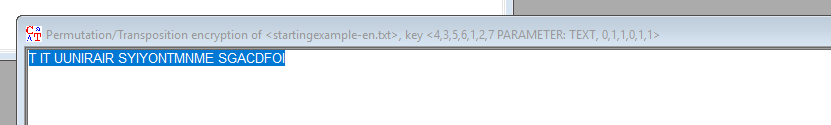 Permutation/Transposition encryption of <startingexample-en.txt>, key <4,3,5,6,1,2,7 PARAMETER: TEXT, 0,1,1,0,1,1>
T IT UUNIRAIR SYIYONTMNME SGACDFOI